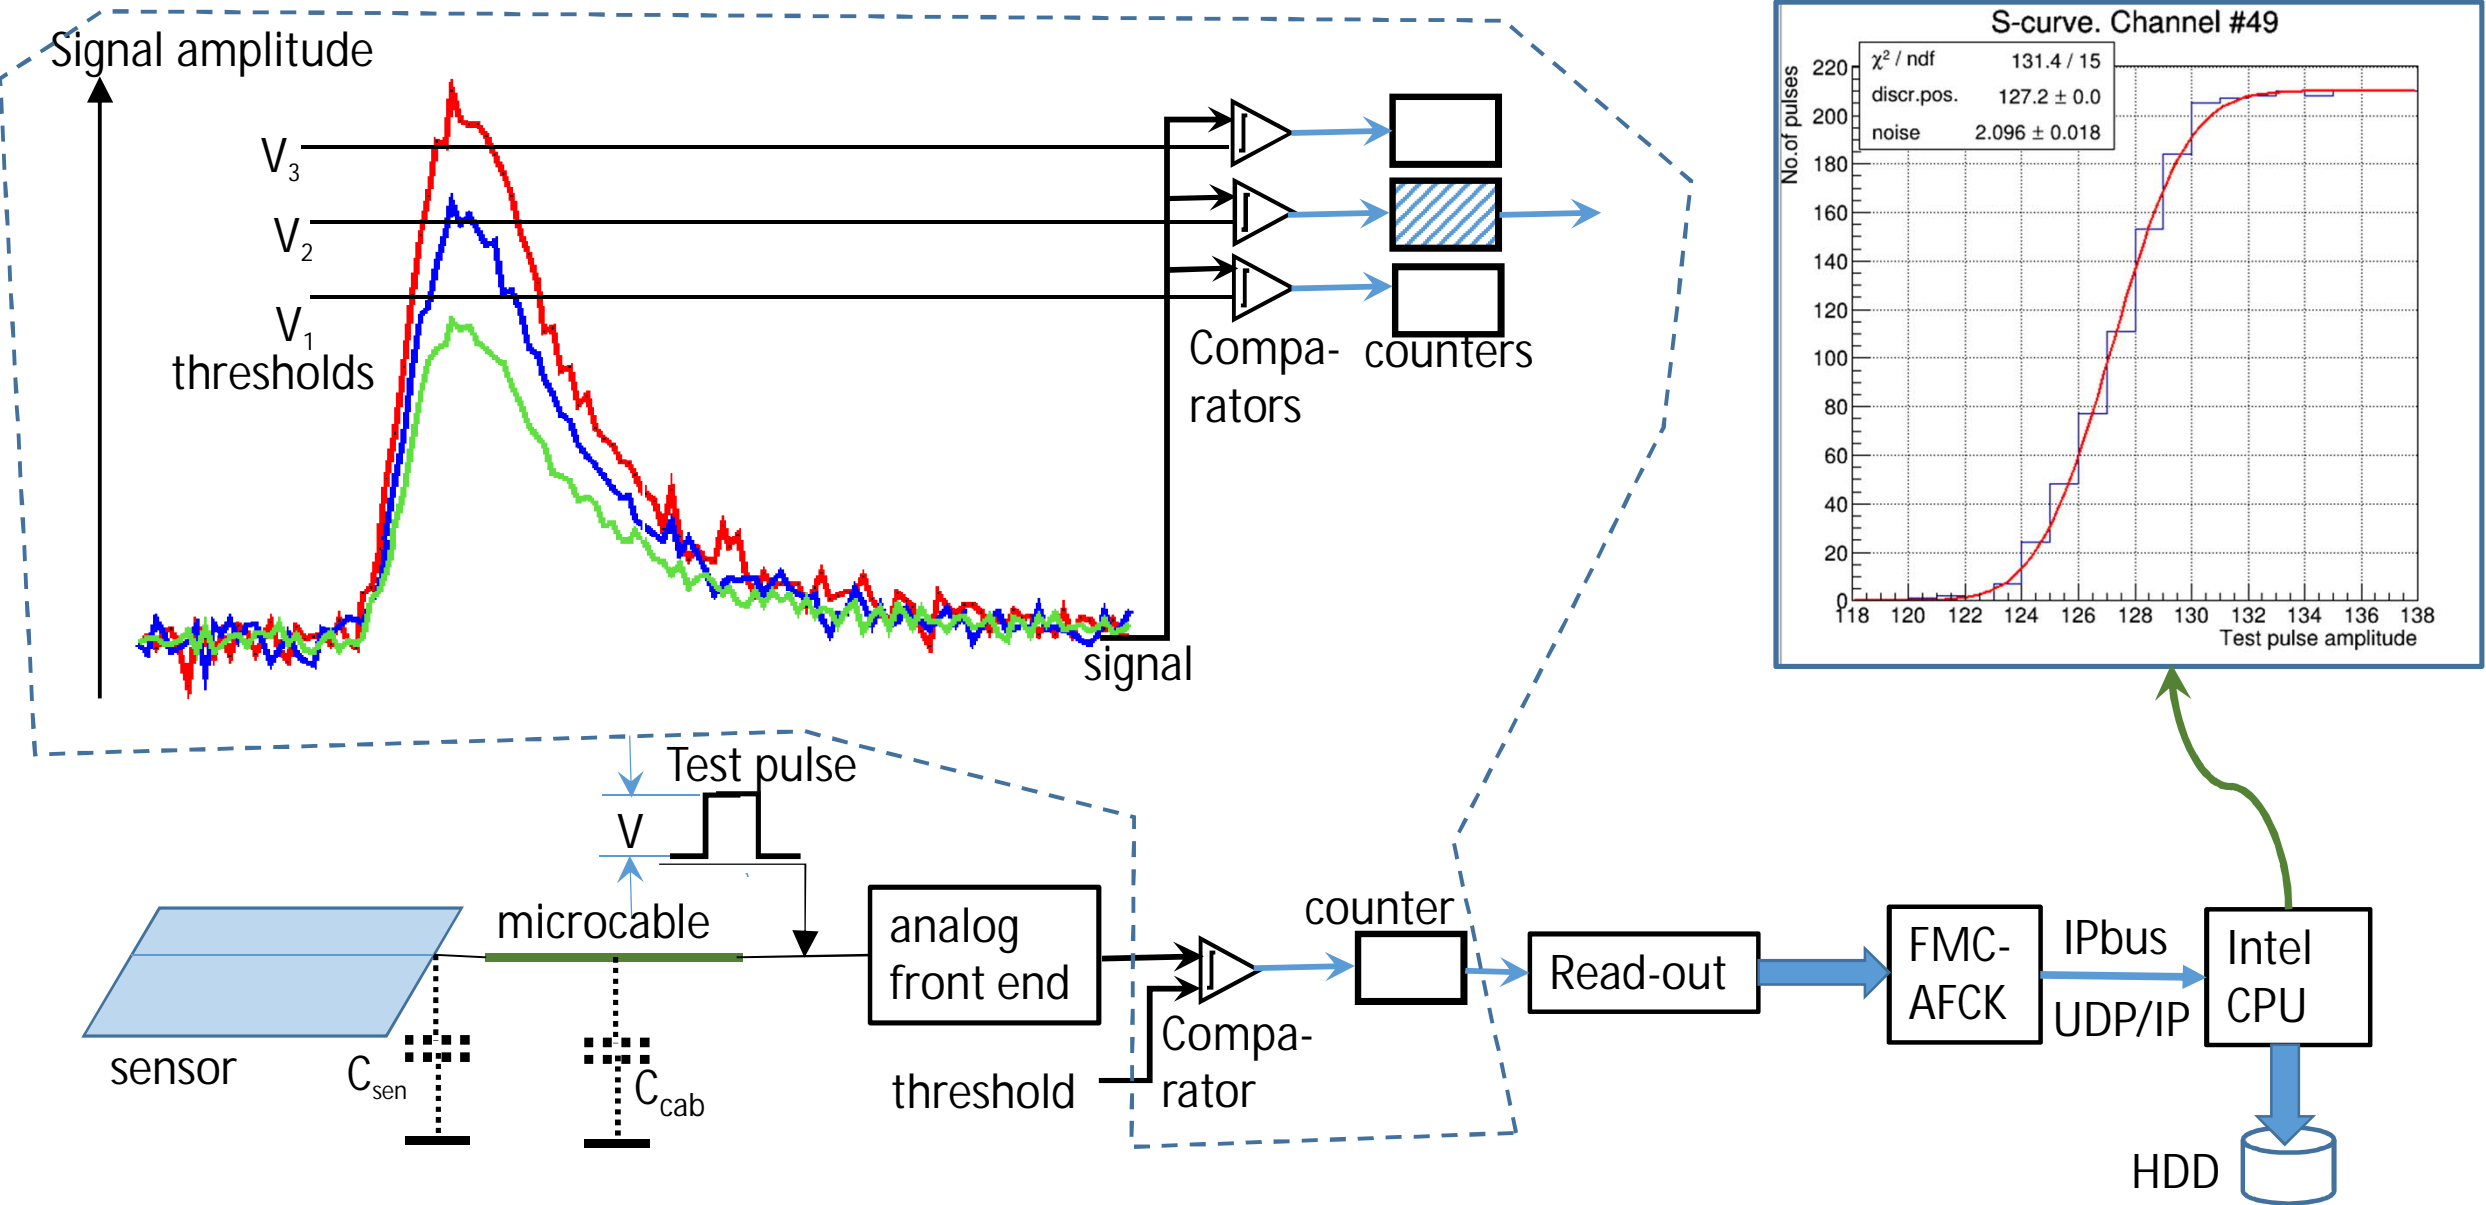 Signal amplitude
V3
V2
V1
thresholds
Compa-
rators
counters
signal
S-curve. Channel #49
χ² / ndf 131.4 / 15
discr.pos. 127.2 ± 0.0
noise 2.096 ± 0.018
No.of pulses
220
200
180
160
140
120
100
80
60
40
20
0
118 120 122 124 126 128 130 132 134 136 138
Test pulse amplitude
Test pulse
V
microcable
sensor
Csen
Ccab
analog
front end
threshold
Compa-
rator
counter
Read-out
FMC-
AFCK
IPbus
UDP/IP
Intel
CPU
HDD